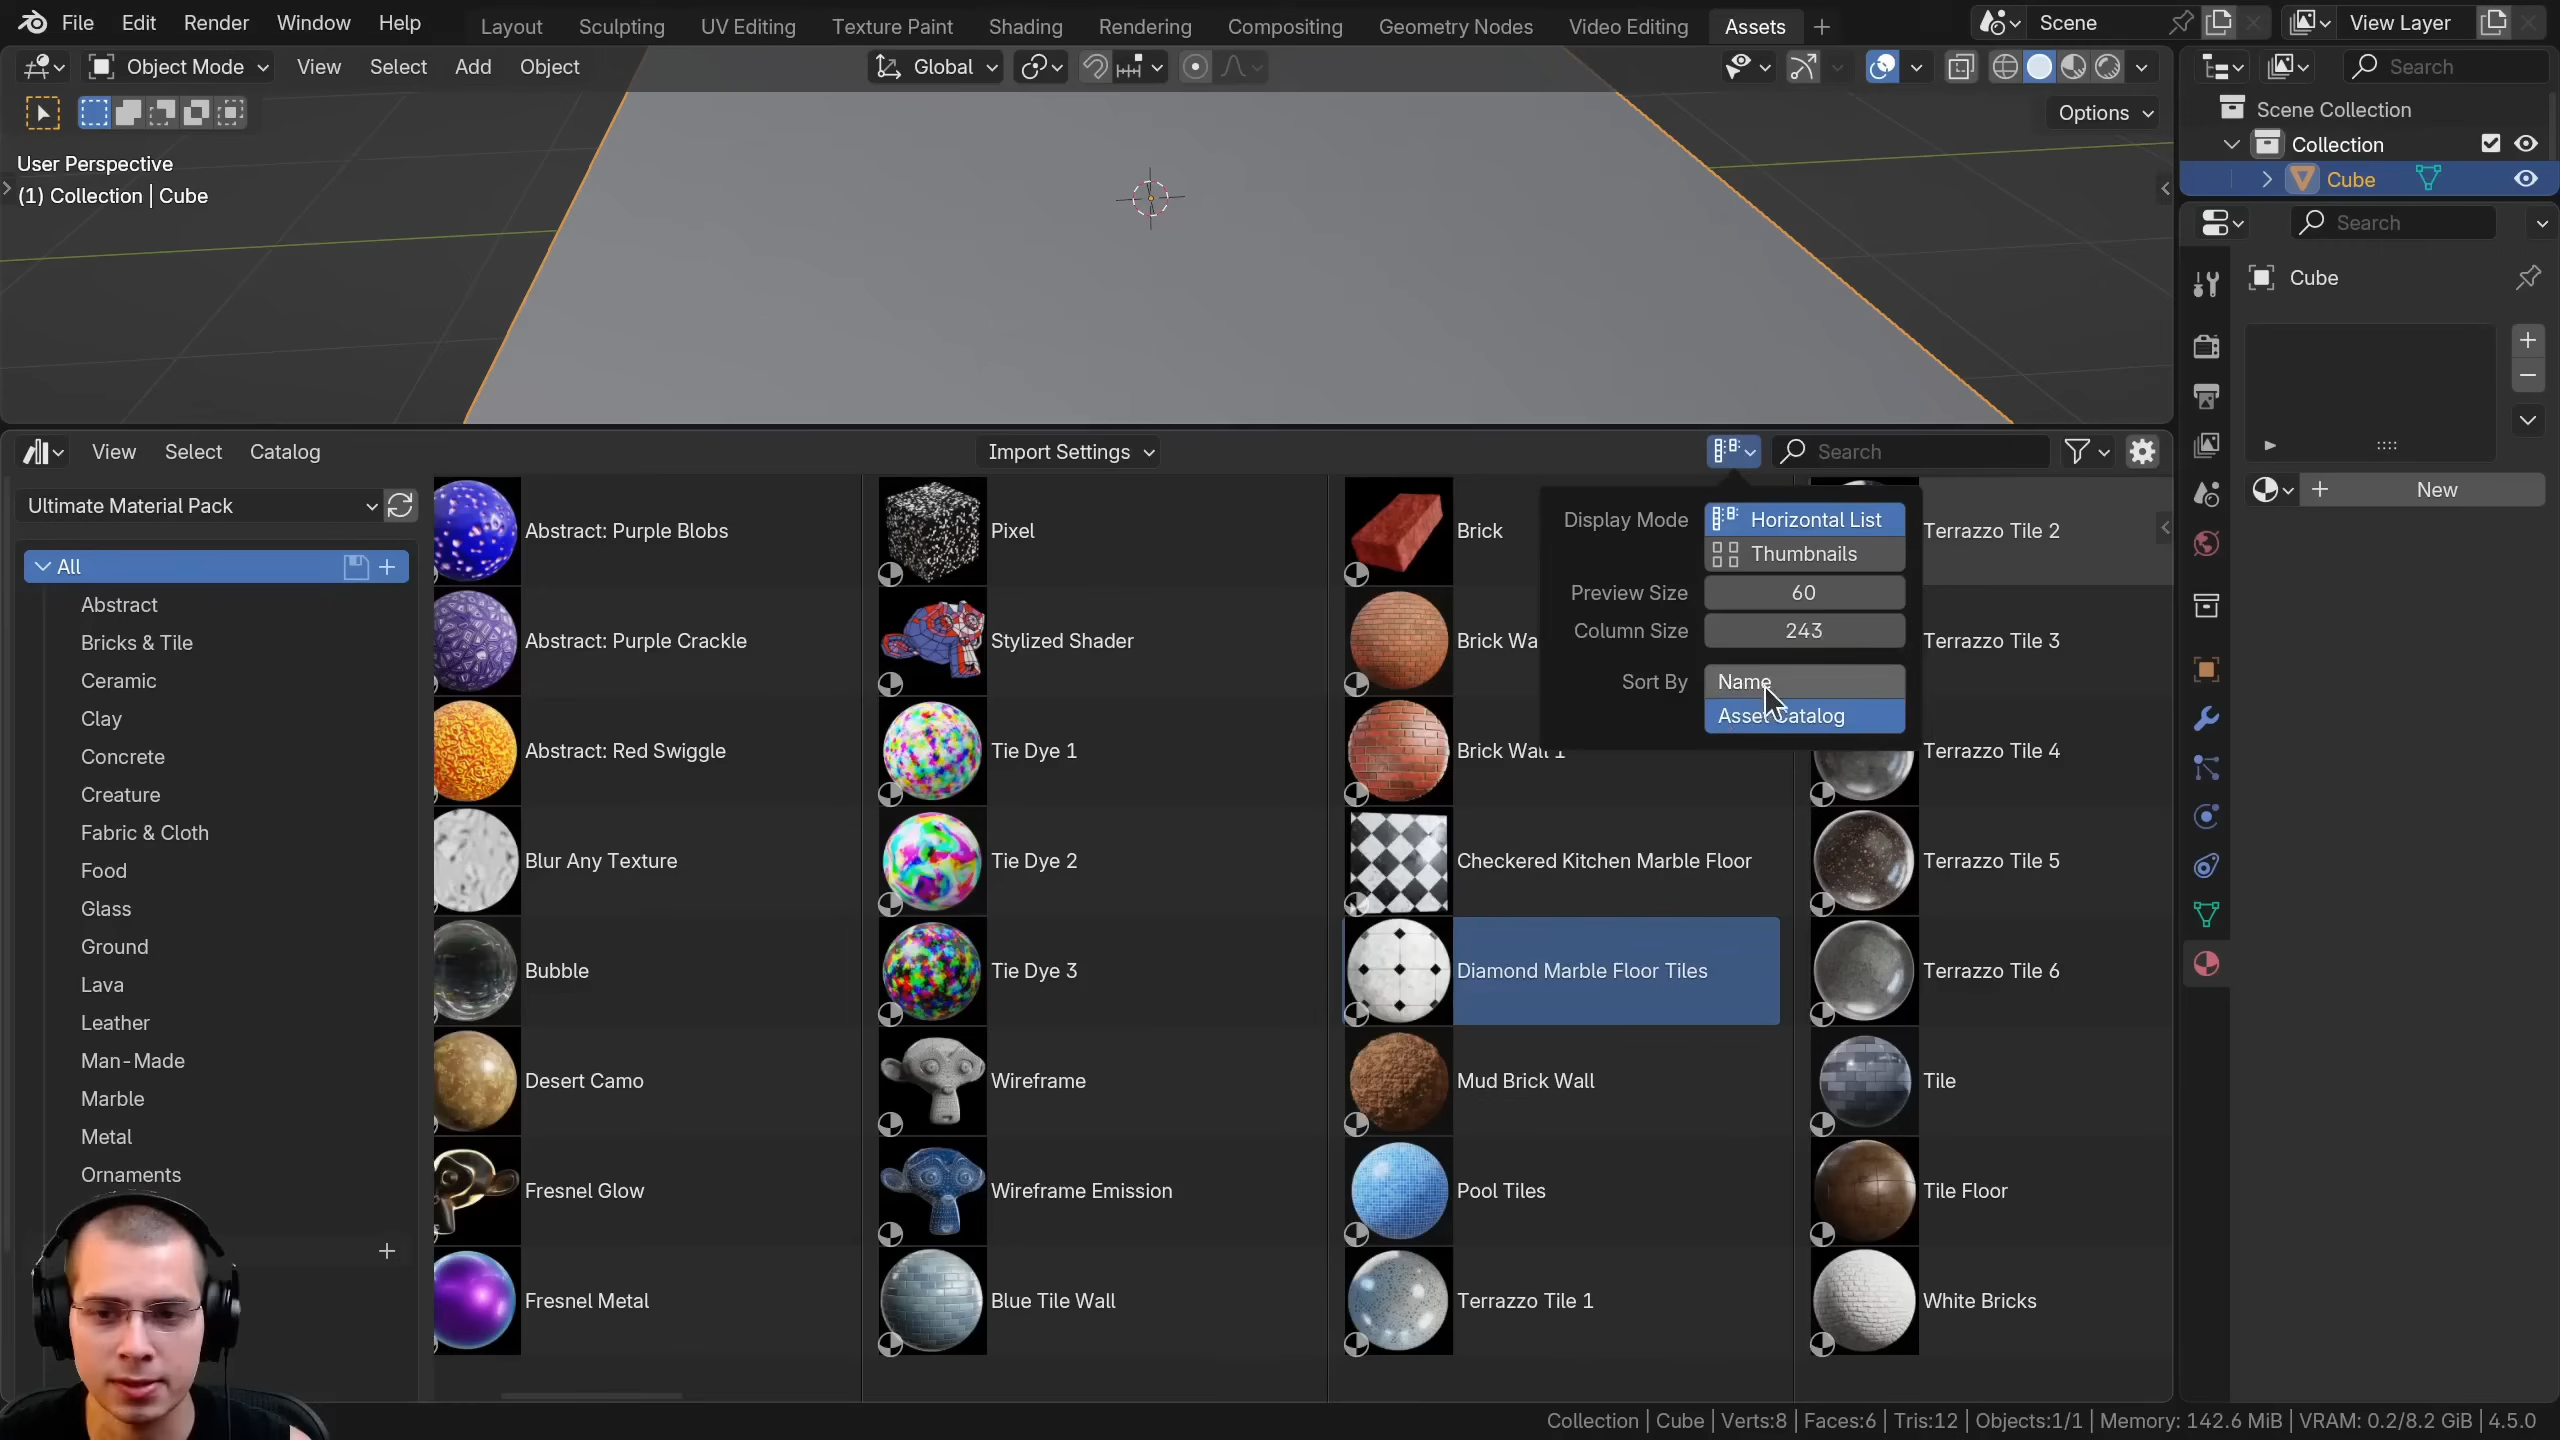 File Edit Render Window Help Layout Sculpting UV Editing Texture Paint Shading Rendering Compositing Geometry Nodes Video Editing Assets + Scene View Layer
Object Mode View Select Add Object Global Search
Options
User Perspective
(1) Collection | Cube
Scene Collection
Collection
Cube
Search
Cube
New
View Select Catalog Import Settings Search
Ultimate Material Pack
All
Abstract
Bricks & Tile
Ceramic
Clay
Concrete
Creature
Fabric & Cloth
Food
Glass
Ground
Lava
Leather
Man-Made
Marble
Metal
Ornaments
Abstract: Purple Blobs
Abstract: Purple Crackle
Abstract: Red Swiggle
Blur Any Texture
Bubble
Desert Camo
Fresnel Glow
Fresnel Metal
Pixel
Stylized Shader
Tie Dye 1
Tie Dye 2
Tie Dye 3
Wireframe
Wireframe Emission
Blue Tile Wall
Brick
Brick Wa
Brick Wall 1
Checkered Kitchen Marble Floor
Diamond Marble Floor Tiles
Mud Brick Wall
Pool Tiles
Terrazzo Tile 1
Display Mode Horizontal List
Thumbnails
Preview Size 60
Column Size 243
Sort By Name
Asset Catalog
Terrazzo Tile 2
Terrazzo Tile 3
Terrazzo Tile 4
Terrazzo Tile 5
Terrazzo Tile 6
Tile
Tile Floor
White Bricks
Collection | Cube | Verts:8 | Faces:6 | Tris:12 | Objects:1/1 | Memory: 142.6 MiB | VRAM: 0.2/8.2 GiB | 4.5.0